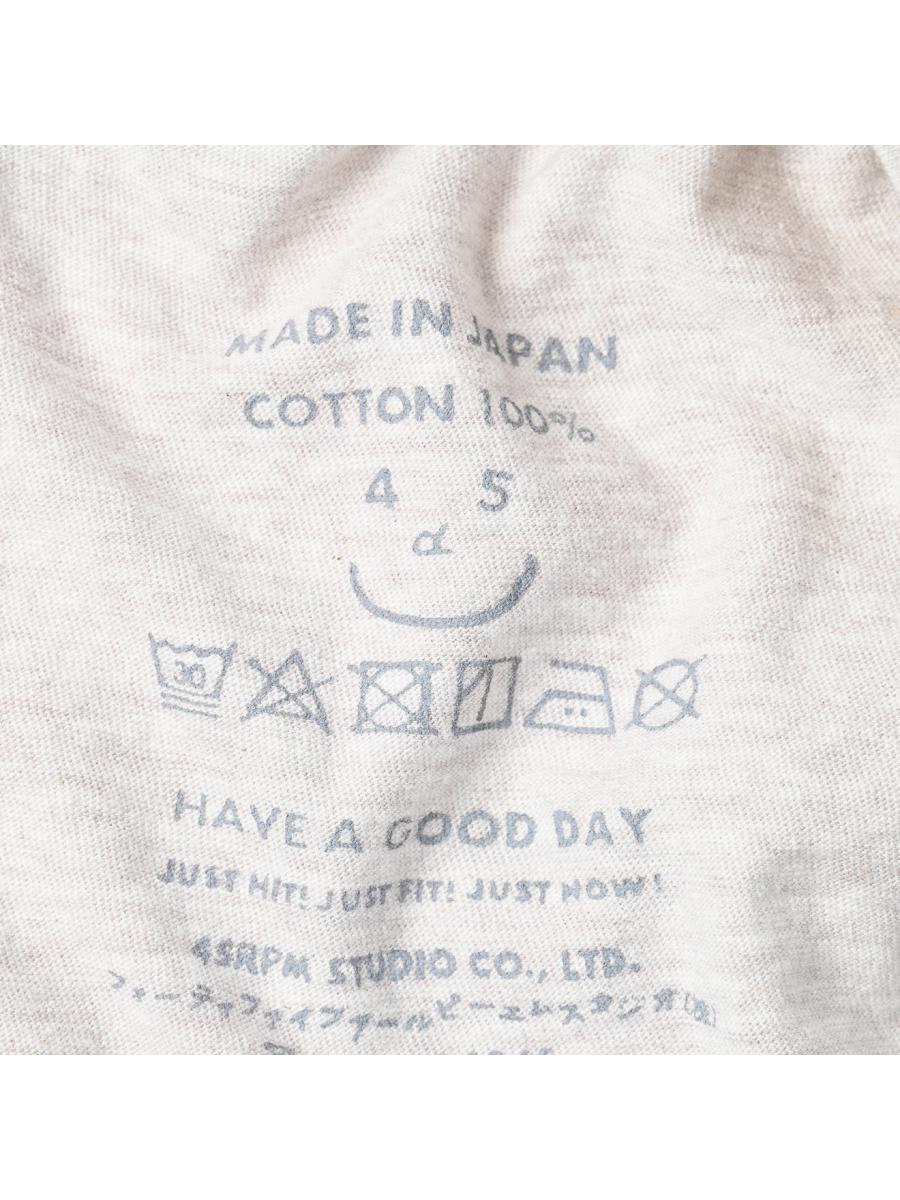 MADE IN JAPAN
COTTON 100%
4 5
R
30
HAVE A GOOD DAY
JUST HIT! JUST FIT! JUST NOW!
45RPM STUDIO CO., LTD.
フォーティファイブアールピーエムスタジオ(株)